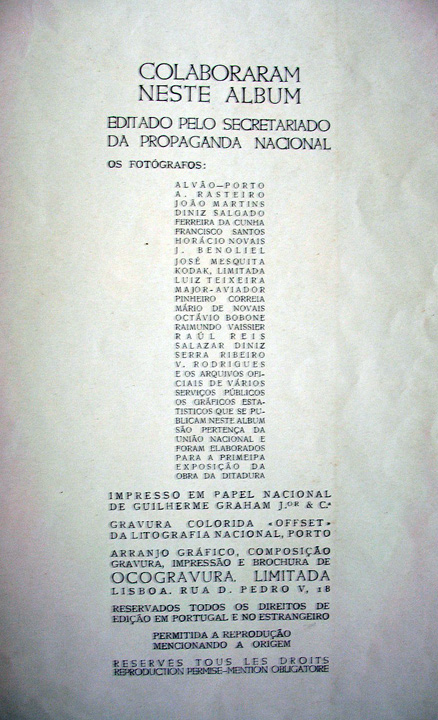 COLABORARAM
NESTE ALBUM
EDITADO PELO SECRETARIADO
DA PROPAGANDA NACIONAL
OS FOTÓGRAFOS:
ALVÃO—PORTO
A. RASTEIRO
JOÃO MARTINS
DINIZ SALGADO
FERREIRA DA CUNHA
FRANCISCO SANTOS
HORÁCIO NOVAIS
J. BENOLIEL
JOSÉ MESQUITA
KODAK, LIMITADA
LUIZ TEIXEIRA
MAJOR-AVIADOR
PINHEIRO CORREIA
MÁRIO DE NOVAIS
OCTÁVIO BOBONE
RAIMUNDO VAISSIER
RAÚL REIS
SALAZAR DINIZ
SERRA RIBEIRO
V. RODRIGUES
E OS ARQUIVOS OFI-
CIAIS DE VÁRIOS
SERVIÇOS PÚBLICOS
OS GRÁFICOS ESTA-
TISTICOS QUE SE PU-
BLICAM NESTE ALBUM
SÃO PERTENÇA DA
UNIÃO NACIONAL E
FORAM ELABORADOS
PARA A PRIMEIPA
EXPOSIÇÃO DA
OBRA DA DITADURA
IMPRESSO EM PAPEL NACIONAL
DE GUILHERME GRAHAM J.OR & C.ª
GRAVURA COLORIDA «OFFSET»
DA LITOGRAFIA NACIONAL, PORTO
ARRANJO GRÁFICO, COMPOSIÇÃO
GRAVURA, IMPRESSÃO E BROCHURA DE
OCOGRAVURA. LIMITADA
LISBOA. RUA D. PEDRO V, 18
RESERVADOS TODOS OS DIREITOS DE
EDIÇÃO EM PORTUGAL E NO ESTRANGEIRO
PERMITIDA A REPRODUÇÃO
MENCIONANDO A ORIGEM
RESERVES TOUS LES DROITS
REPRODUCTION PERMISE—MENTION OBLIGATOIRE